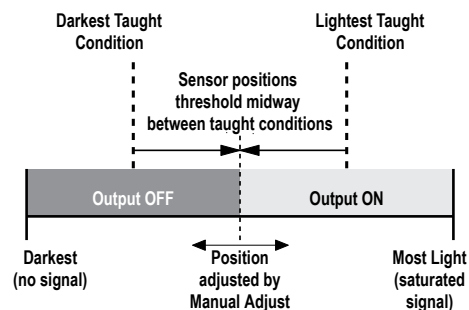 Darkest Taught
Condition
Lightest Taught
Condition
Sensor positions
threshold midway
between taught conditions
Output OFF
Output ON
Darkest
(no signal)
Position
adjusted by
Manual Adjust
Most Light
(saturated
signal)